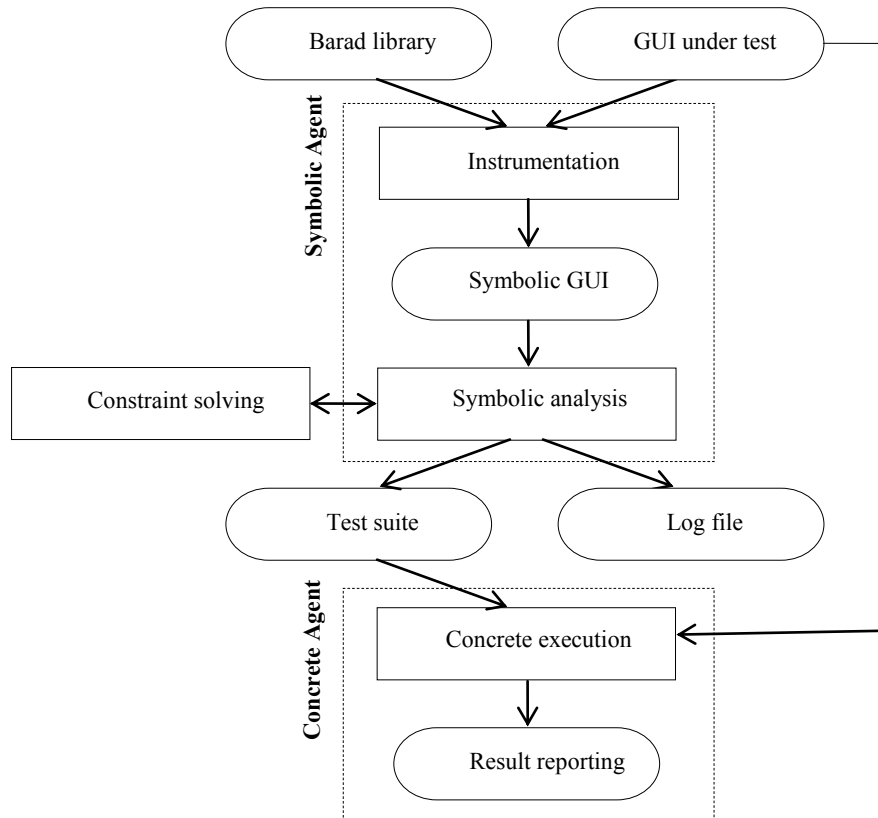 Barad library
GUI under test
Symbolic Agent
Instrumentation
Symbolic GUI
Constraint solving
Symbolic analysis
Test suite
Log file
Concrete Agent
Concrete execution
Result reporting